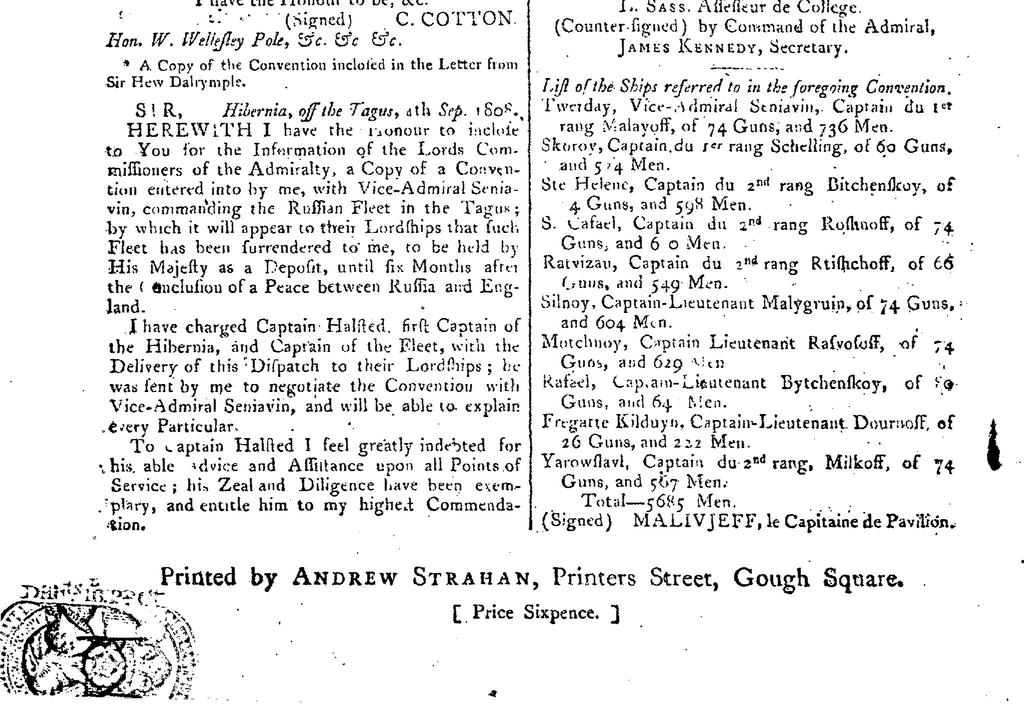 I have the Honour to be, &c.
(Signed) C. COTTON.
Hon. W. Welleſley Pole, &c. &c &c.
* A Copy of the Convention incloſed in the Letter from
Sir Hew Dalrymple.
SIR, Hibernia, off the Tagus, 4th Sep. 1808.
HEREWITH I have the Honour to incloſe
to You for the Information of the Lords Com-
miſſioners of the Admiralty, a Copy of a Conven-
tion entered into by me, with Vice-Admiral Senia-
vin, commanding the Ruſſian Fleet in the Tagus;
by which it will appear to their Lordſhips that ſuch
Fleet has been ſurrendered to me, to be held by
His Majeſty as a Depoſit, until ſix Months after
the Concluſion of a Peace between Ruſſia and Eng-
land.
I have charged Captain Halſted, firſt Captain of
the Hibernia, and Captain of the Fleet, with the
Delivery of this Diſpatch to their Lordſhips; he
was ſent by me to negotiate the Convention with
Vice-Admiral Seniavin, and will be able to explain
every Particular.
To Captain Halſted I feel greatly indebted for
his able Advice and Aſſiſtance upon all Points of
Service; his Zeal and Diligence have been exem-
plary, and entitle him to my higheſt Commenda-
tion.
L. SASS. Aſſeſſeur de College.
(Counter-ſigned) by Command of the Admiral,
JAMES KENNEDY, Secretary.
Liſt of the Ships referred to in the foregoing Convention.
Twerday, Vice-Admiral Seniavin, Captain du 1er
rang Malayoff, of 74 Guns, and 736 Men.
Skoroy, Captain du 1er rang Schelling, of 60 Guns,
and 524 Men.
Ste Helene, Captain du 2nd rang Bitchenſkoy, of
4 Guns, and 598 Men.
S. Cafael, Captain du 2nd rang Roſhnoff, of 74
Guns, and 6 0 Men.
Ratvizau, Captain du 2nd rang Rtiſhchoff, of 66
Guns, and 549 Men.
Silnoy, Captain-Lieutenant Malygruin, of 74 Guns,
and 604 Men.
Motchnoy, Captain Lieutenant Raſvoſoff, of 74
Guns, and 629 Men
Rafael, Captain-Lieutenant Bytchenſkoy, of 80
Guns, and 64 Men.
Fregatte Kilduyn, Captain-Lieutenant Dournoff, of
26 Guns, and 222 Men.
Yarowſlavl, Captain du 2nd rang, Milkoff, of 74
Guns, and 567 Men.
Total—5685 Men.
(Signed) MALIVJEFF, le Capitaine de Pavilion.
Printed by ANDREW STRAHAN, Printers Street, Gough Square.
[ Price Sixpence. ]